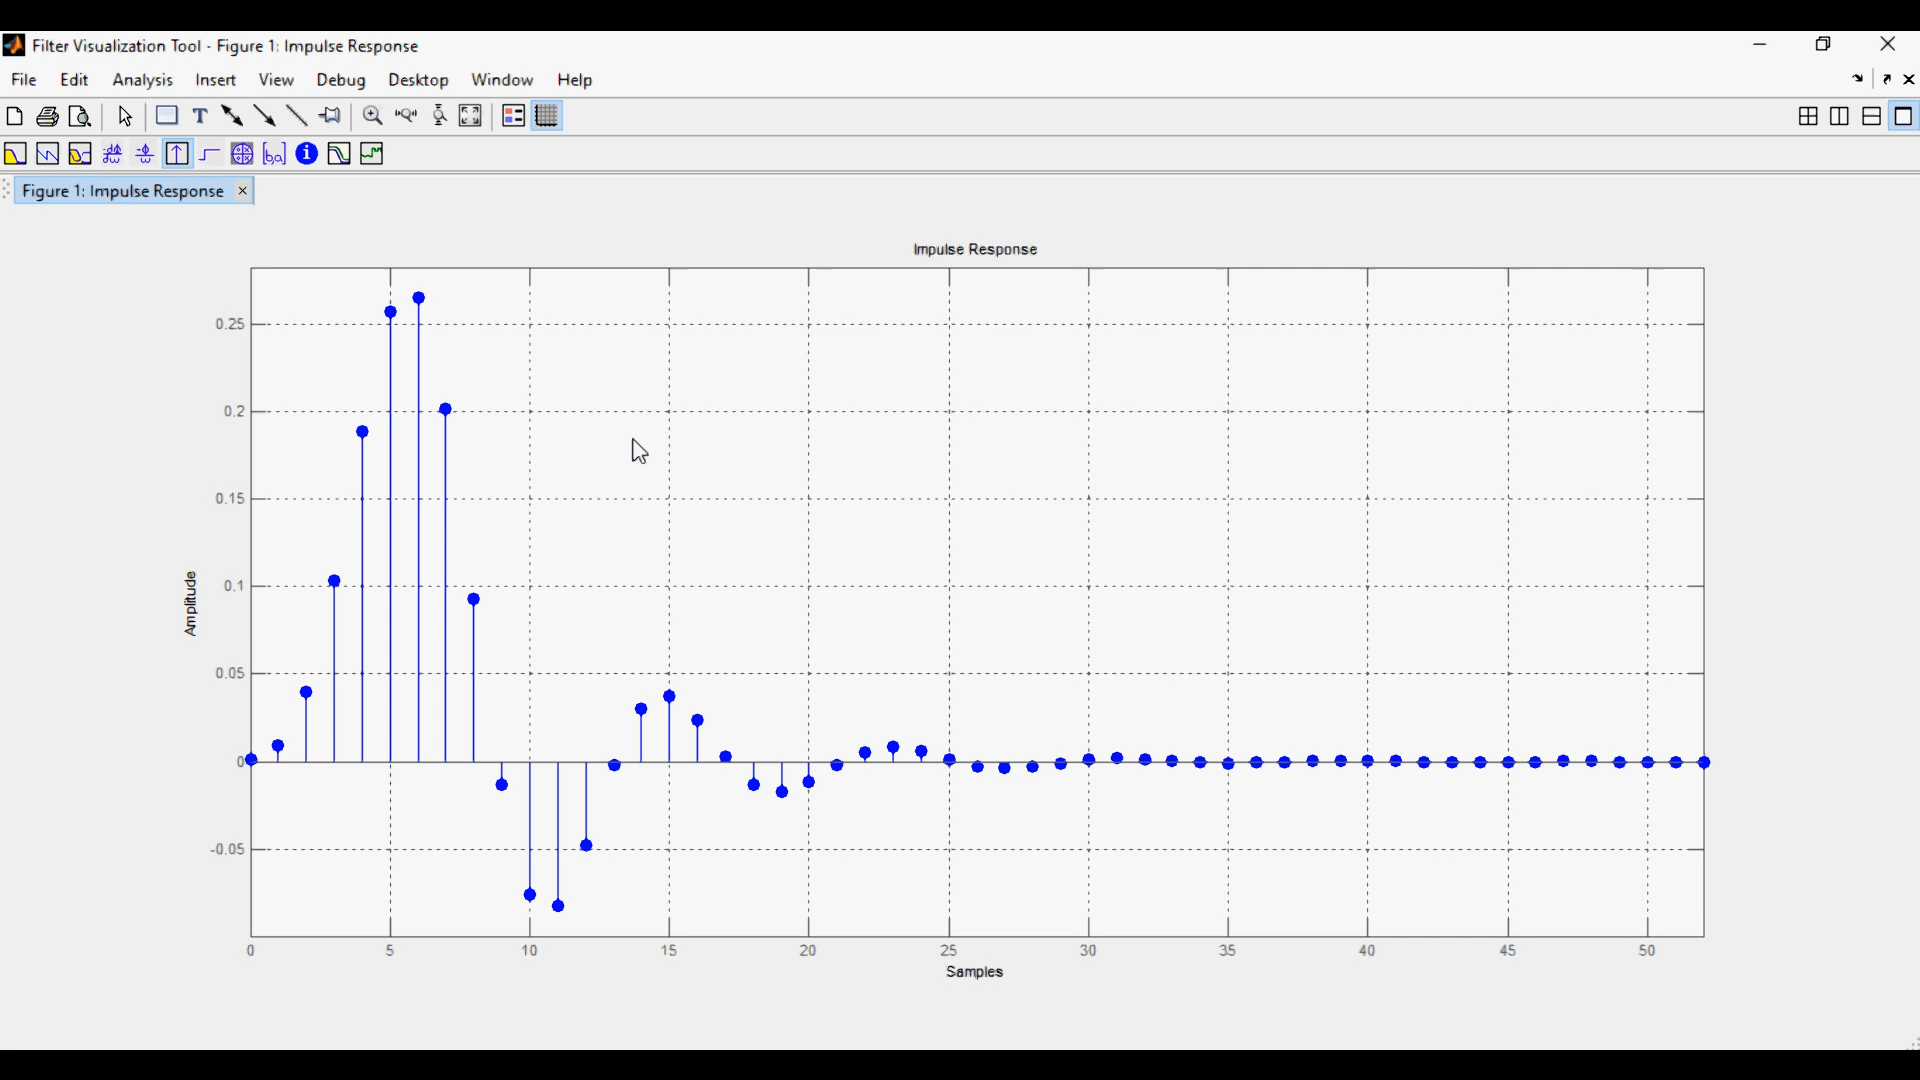 Filter Visualization Tool - Figure 1: Impulse Response
File Edit Analysis Insert View Debug Desktop Window Help
Figure 1: Impulse Response
Impulse Response
0.25
0.2
0.15
0.1
0.05
0
-0.05
Amplitude
0 5 10 15 20 25 30 35 40 45 50
Samples